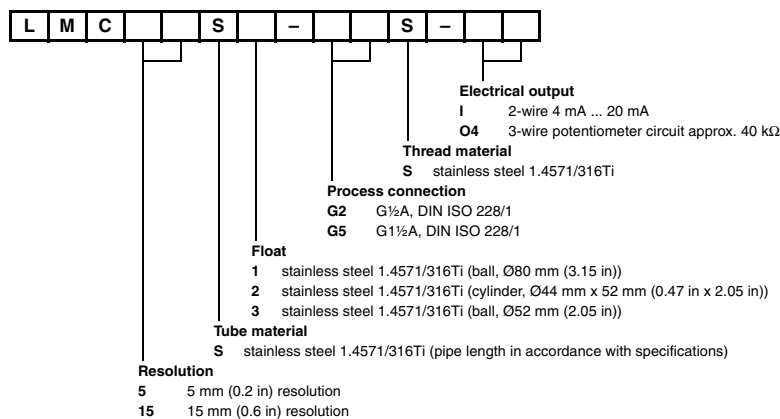 L M C S – S –
Electrical output
I 2-wire 4 mA ... 20 mA
O4 3-wire potentiometer circuit approx. 40 kΩ
Thread material
S stainless steel 1.4571/316Ti
Process connection
G2 G½A, DIN ISO 228/1
G5 G1½A, DIN ISO 228/1
Float
1 stainless steel 1.4571/316Ti (ball, Ø80 mm (3.15 in))
2 stainless steel 1.4571/316Ti (cylinder, Ø44 mm x 52 mm (0.47 in x 2.05 in))
3 stainless steel 1.4571/316Ti (ball, Ø52 mm (2.05 in))
Tube material
S stainless steel 1.4571/316Ti (pipe length in accordance with specifications)
Resolution
5 5 mm (0.2 in) resolution
15 15 mm (0.6 in) resolution